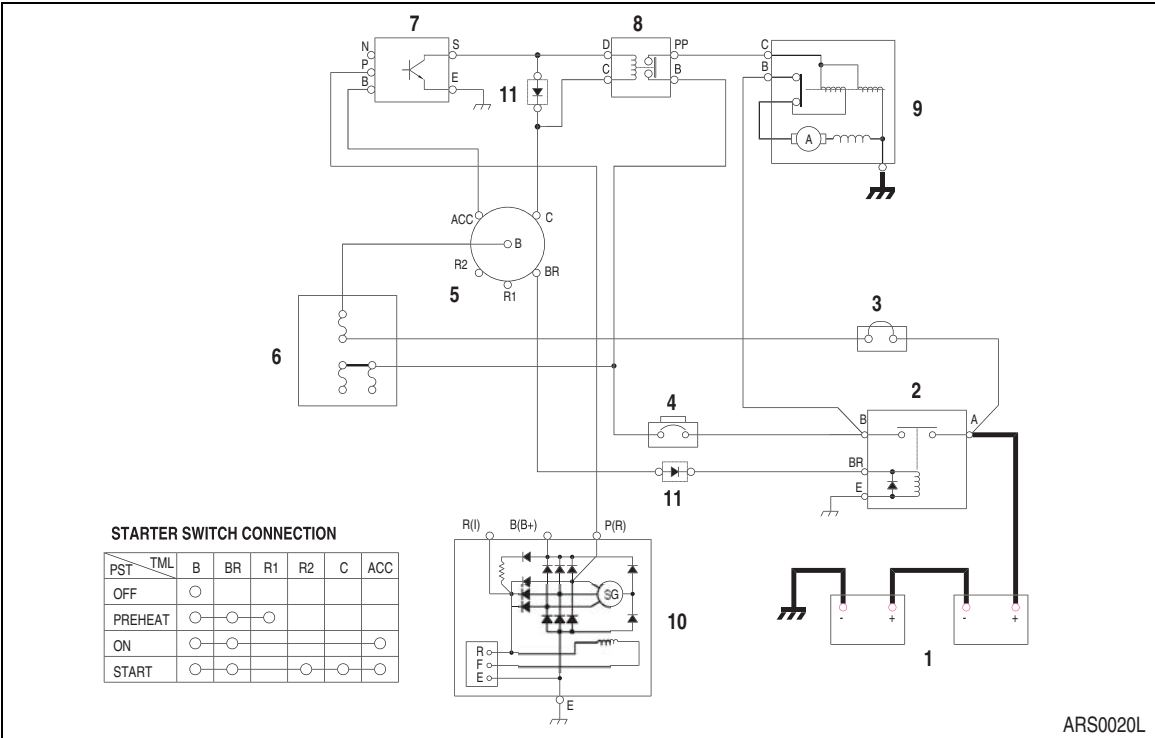 7
8
N
P
B
S
E
11
D
C
PP
B
C
B
A
9
ACC
C
B
R2
BR
R1
5
6
3
4
2
B
A
BR
E
11
R(I)
B(B+)
P(R)
SG
R
F
E
E
10
-
+
-
+
1
STARTER SWITCH CONNECTION
PST TML B BR R1 R2 C ACC
OFF
PREHEAT
ON
START
ARS0020L